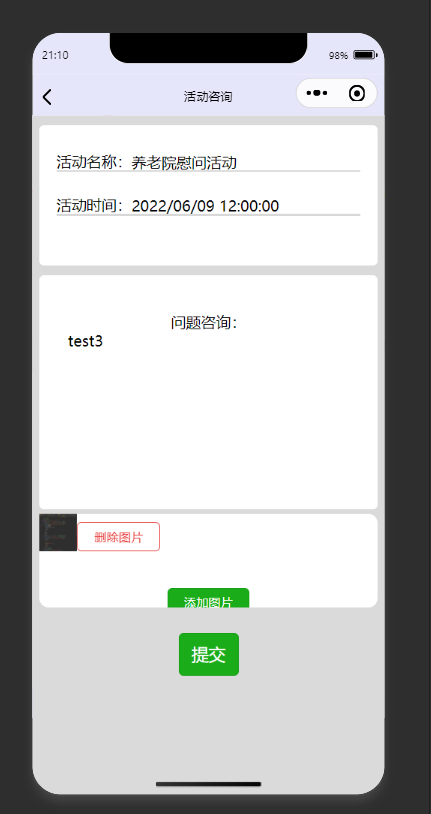 21:10
98%
活动咨询
活动名称：养老院慰问活动
活动时间：2022/06/09 12:00:00
问题咨询：
test3
删除图片
添加图片
提交